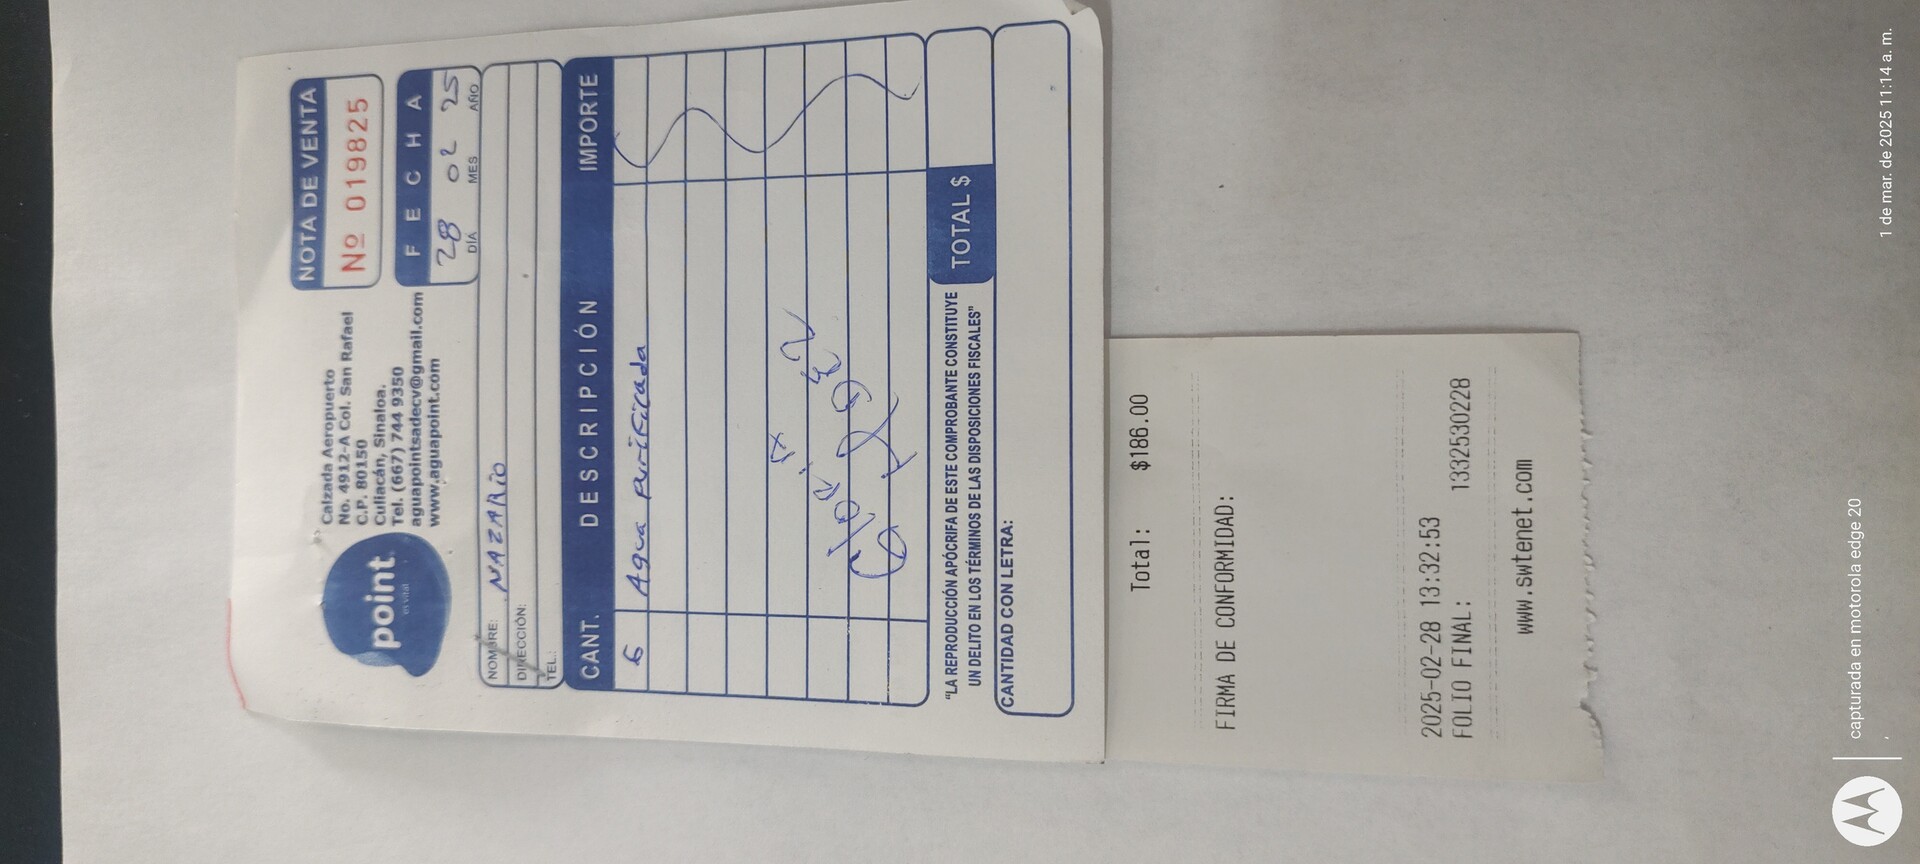 point
es vital
Calzada Aeropuerto
No. 4912-A Col. San Rafael
C.P. 80150
Culiacán, Sinaloa.
Tel. (667) 744 9350
aguapointsadecv@gmail.com
www.aguapoint.com
NOTA DE VENTA
Nº 019825
FECHA
28 02 25
DÍA MES AÑO
NOMBRE: NAZARIO
DIRECCIÓN:
TEL.:
CANT. DESCRIPCIÓN IMPORTE
6 Agua purificada
"LA REPRODUCCIÓN APÓCRIFA DE ESTE COMPROBANTE CONSTITUYE
UN DELITO EN LOS TÉRMINOS DE LAS DISPOSICIONES FISCALES"
TOTAL $
CANTIDAD CON LETRA:
Total: $186.00
FIRMA DE CONFORMIDAD:
2025-02-28 13:32:53
FOLIO FINAL: 1332530228
www.swtenet.com
capturada en motorola edge 20
1 de mar. de 2025 11:14 a. m.